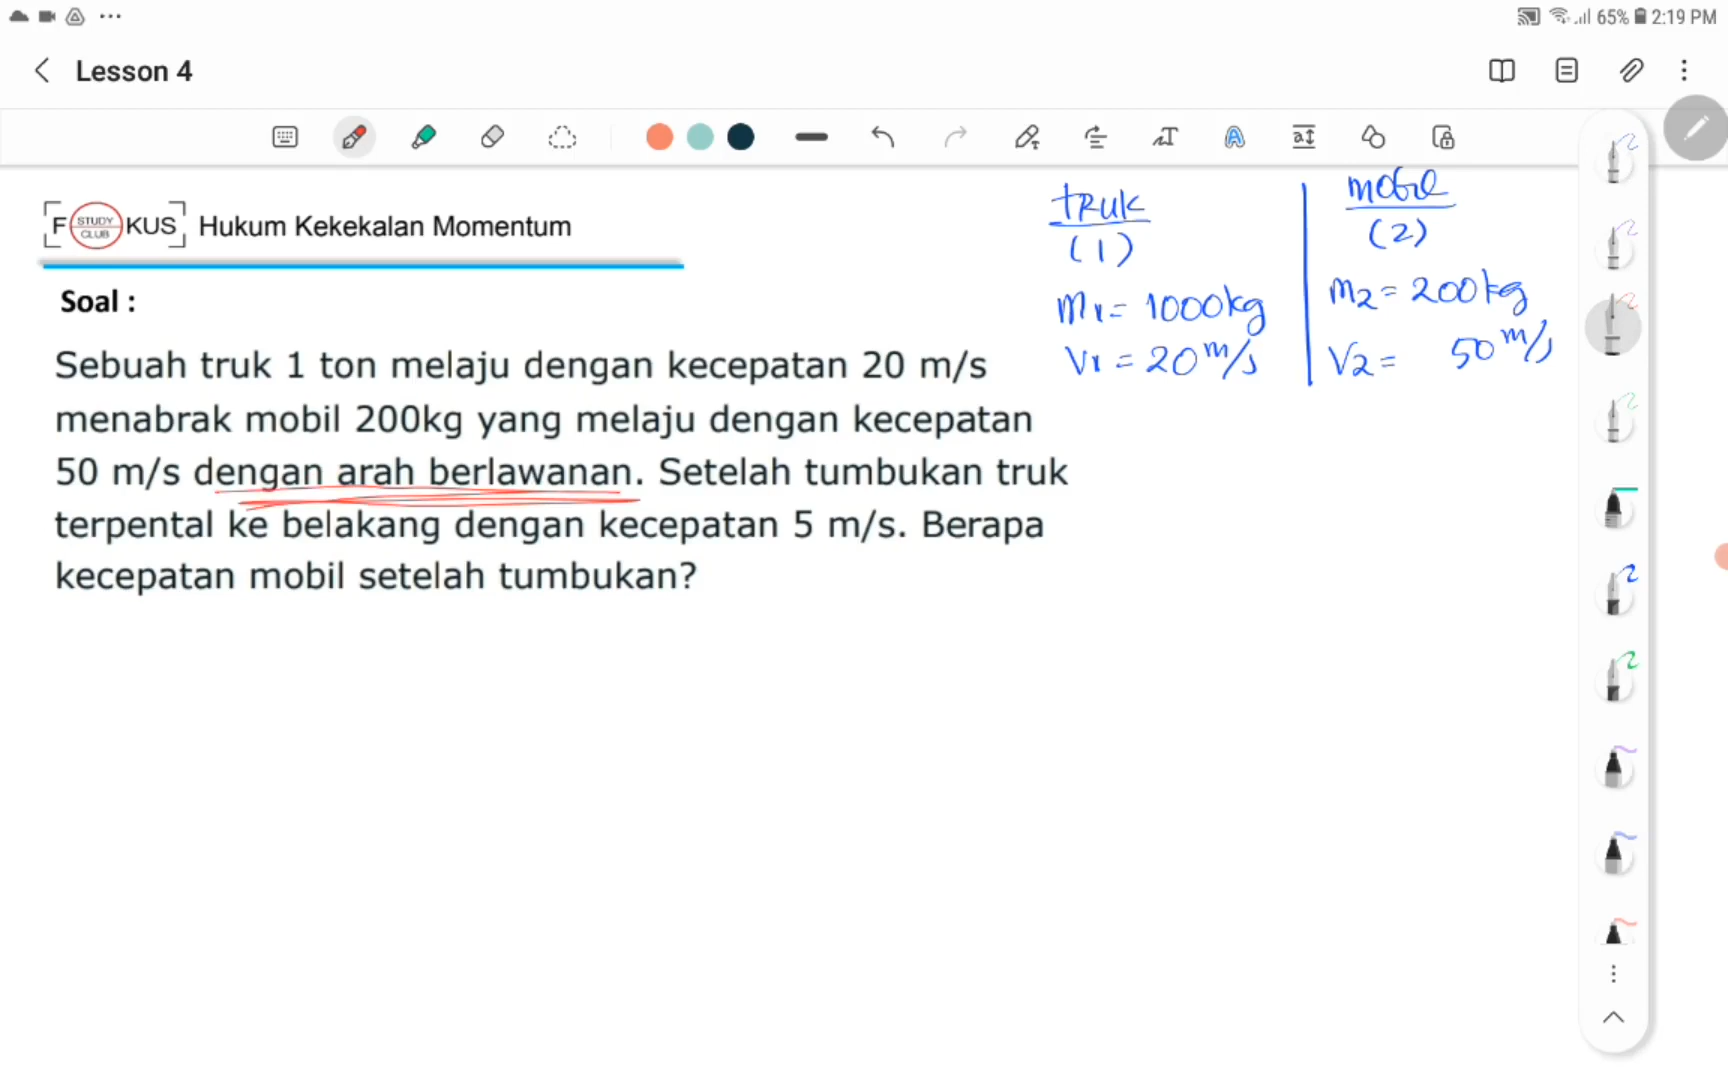 65% 2:19 PM
Lesson 4
F STUDY CLUB KUS Hukum Kekekalan Momentum
Soal :
Sebuah truk 1 ton melaju dengan kecepatan 20 m/s
menabrak mobil 200kg yang melaju dengan kecepatan
50 m/s dengan arah berlawanan. Setelah tumbukan truk
terpental ke belakang dengan kecepatan 5 m/s. Berapa
kecepatan mobil setelah tumbukan?
truk
(1)
m1 = 1000kg
V1 = 20 m/s
mobil
(2)
m2 = 200kg
V2 = 50 m/s